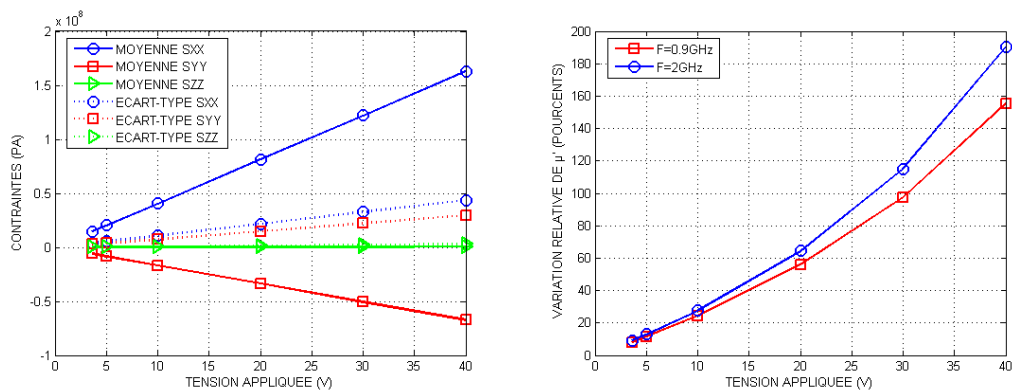 x 10⁸
2
1.5
1
0.5
0
-0.5
-1
CONTRAINTES (PA)
MOYENNE SXX
MOYENNE SYY
MOYENNE SZZ
ECART-TYPE SXX
ECART-TYPE SYY
ECART-TYPE SZZ
5 10 15 20 25 30 35 40
TENSION APPLIQUEE (V)
200
180
160
140
120
100
80
60
40
20
0
VARIATION RELATIVE DE µ' (POURCENTS)
F=0.9GHz
F=2GHz
0 5 10 15 20 25 30 35 40
TENSION APPLIQUEE (V)